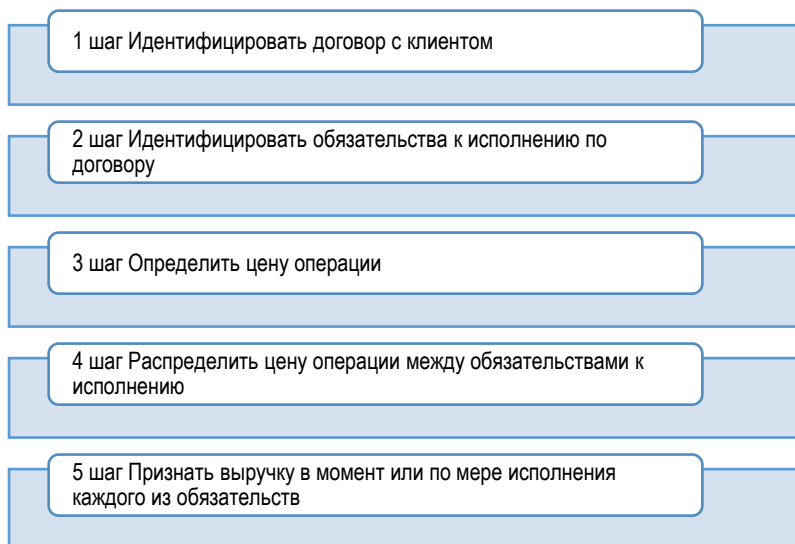 1 шаг Идентифицировать договор с клиентом
2 шаг Идентифицировать обязательства к исполнению по
договору
3 шаг Определить цену операции
4 шаг Распределить цену операции между обязательствами к
исполнению
5 шаг Признать выручку в момент или по мере исполнения
каждого из обязательств